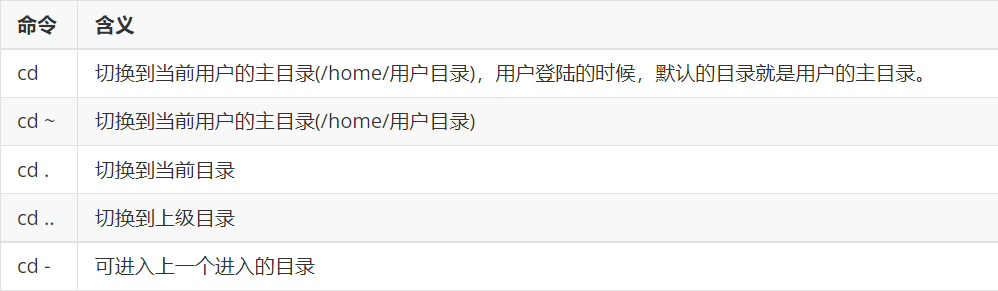 命令 含义
cd 切换到当前用户的主目录(/home/用户目录)，用户登陆的时候，默认的目录就是用户的主目录。
cd ~ 切换到当前用户的主目录(/home/用户目录)
cd . 切换到当前目录
cd .. 切换到上级目录
cd - 可进入上一个进入的目录